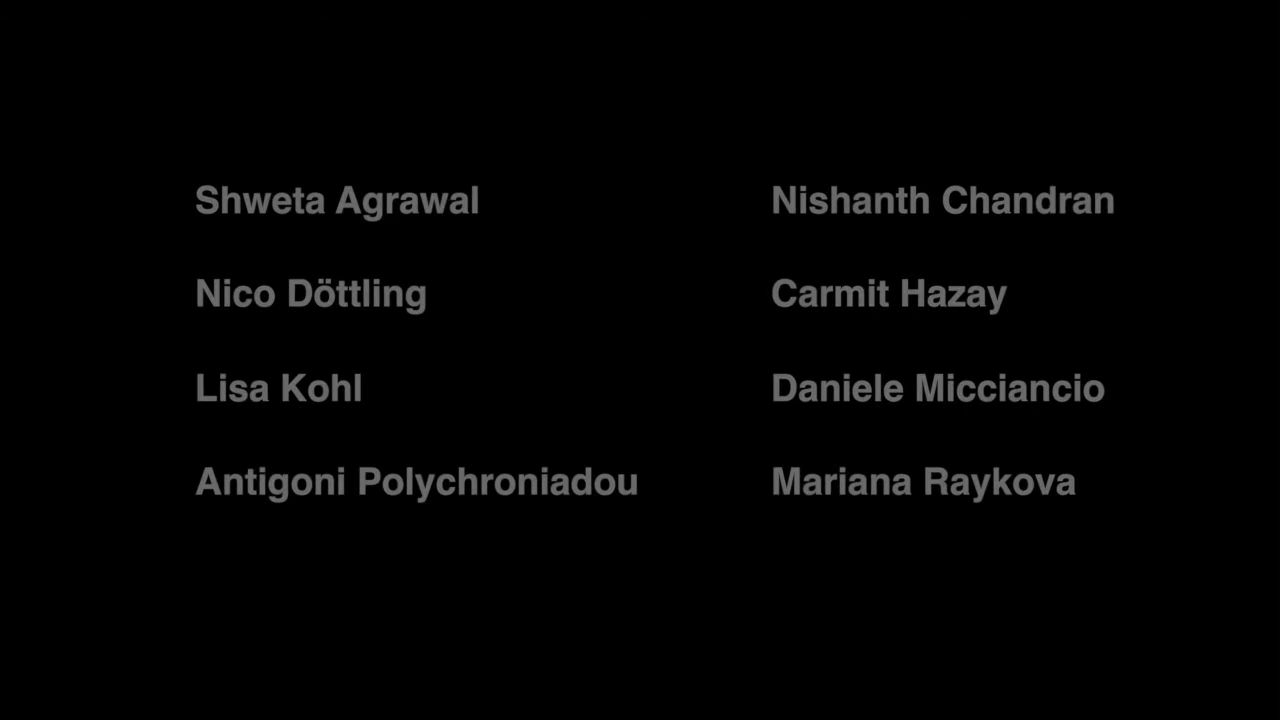 Shweta Agrawal
Nishanth Chandran
Nico Döttling
Carmit Hazay
Lisa Kohl
Daniele Micciancio
Antigoni Polychroniadou
Mariana Raykova